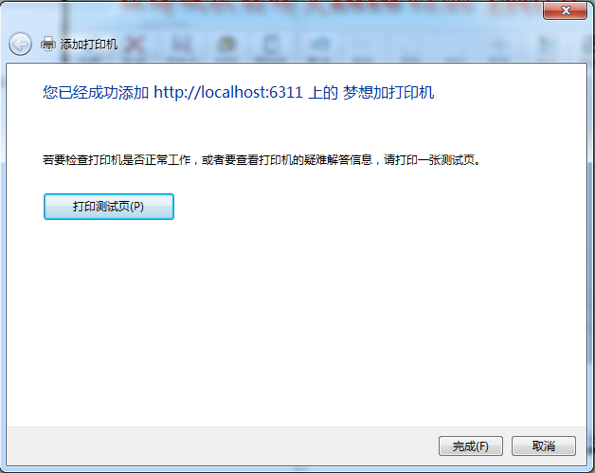 添加打印机
您已经成功添加 http://localhost:6311 上的 梦想加打印机
若要检查打印机是否正常工作，或者要查看打印机的疑难解答信息，请打印一张测试页。
打印测试页(P)
完成(F)
取消